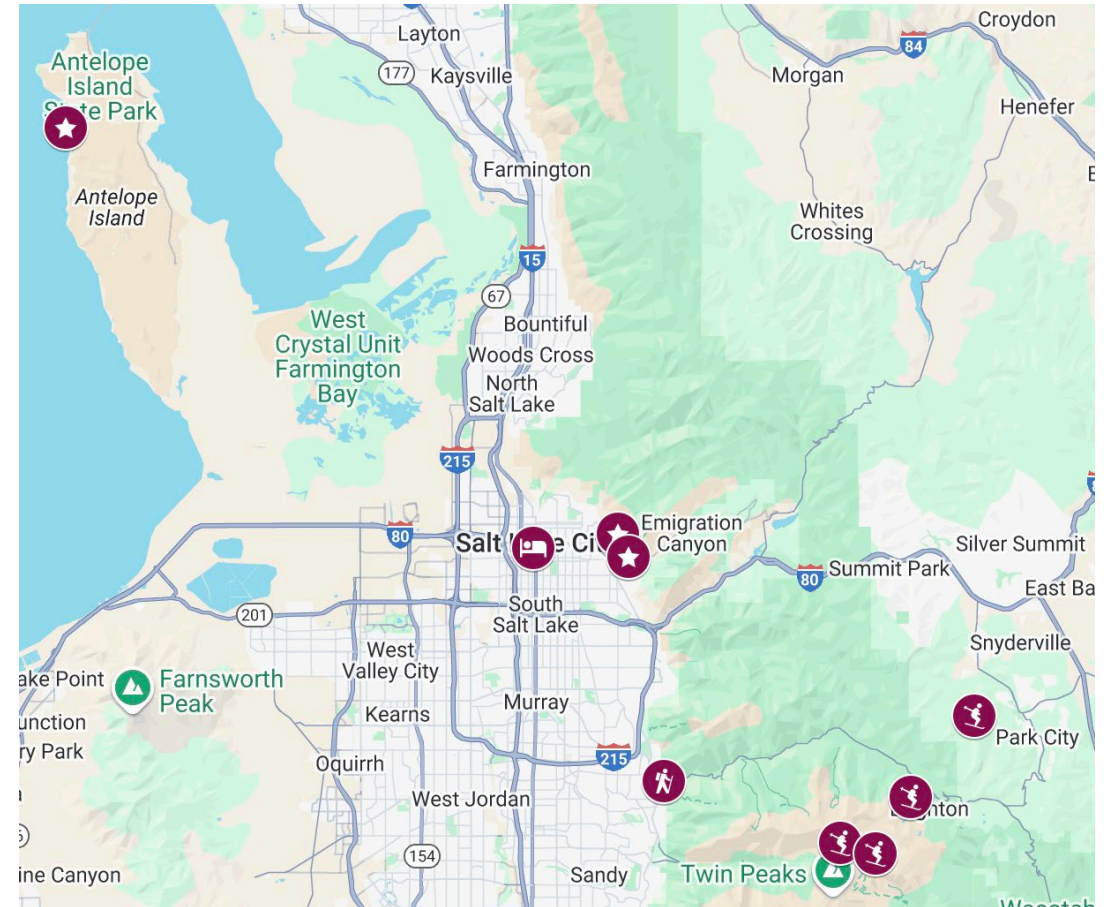 Croydon
Layton
84
Antelope
Island
State Park
177
Kaysville
Morgan
Henefer
Farmington
E
Antelope
Island
Whites
Crossing
15
67
West
Crystal Unit
Farmington
Bay
Bountiful
Woods Cross
North
Salt Lake
215
Emigration
Canyon
80
Salt
e Ci
Silver Summit
80
Summit Park
East Ba
201
South
Salt Lake
West
Valley City
Snyderville
ake Point
Farnsworth
Peak
Murray
unction
Kearns
Park City
ry Park
Oquirrh
215
West Jordan
154
ine Canyon
Sandy
Twin Peaks